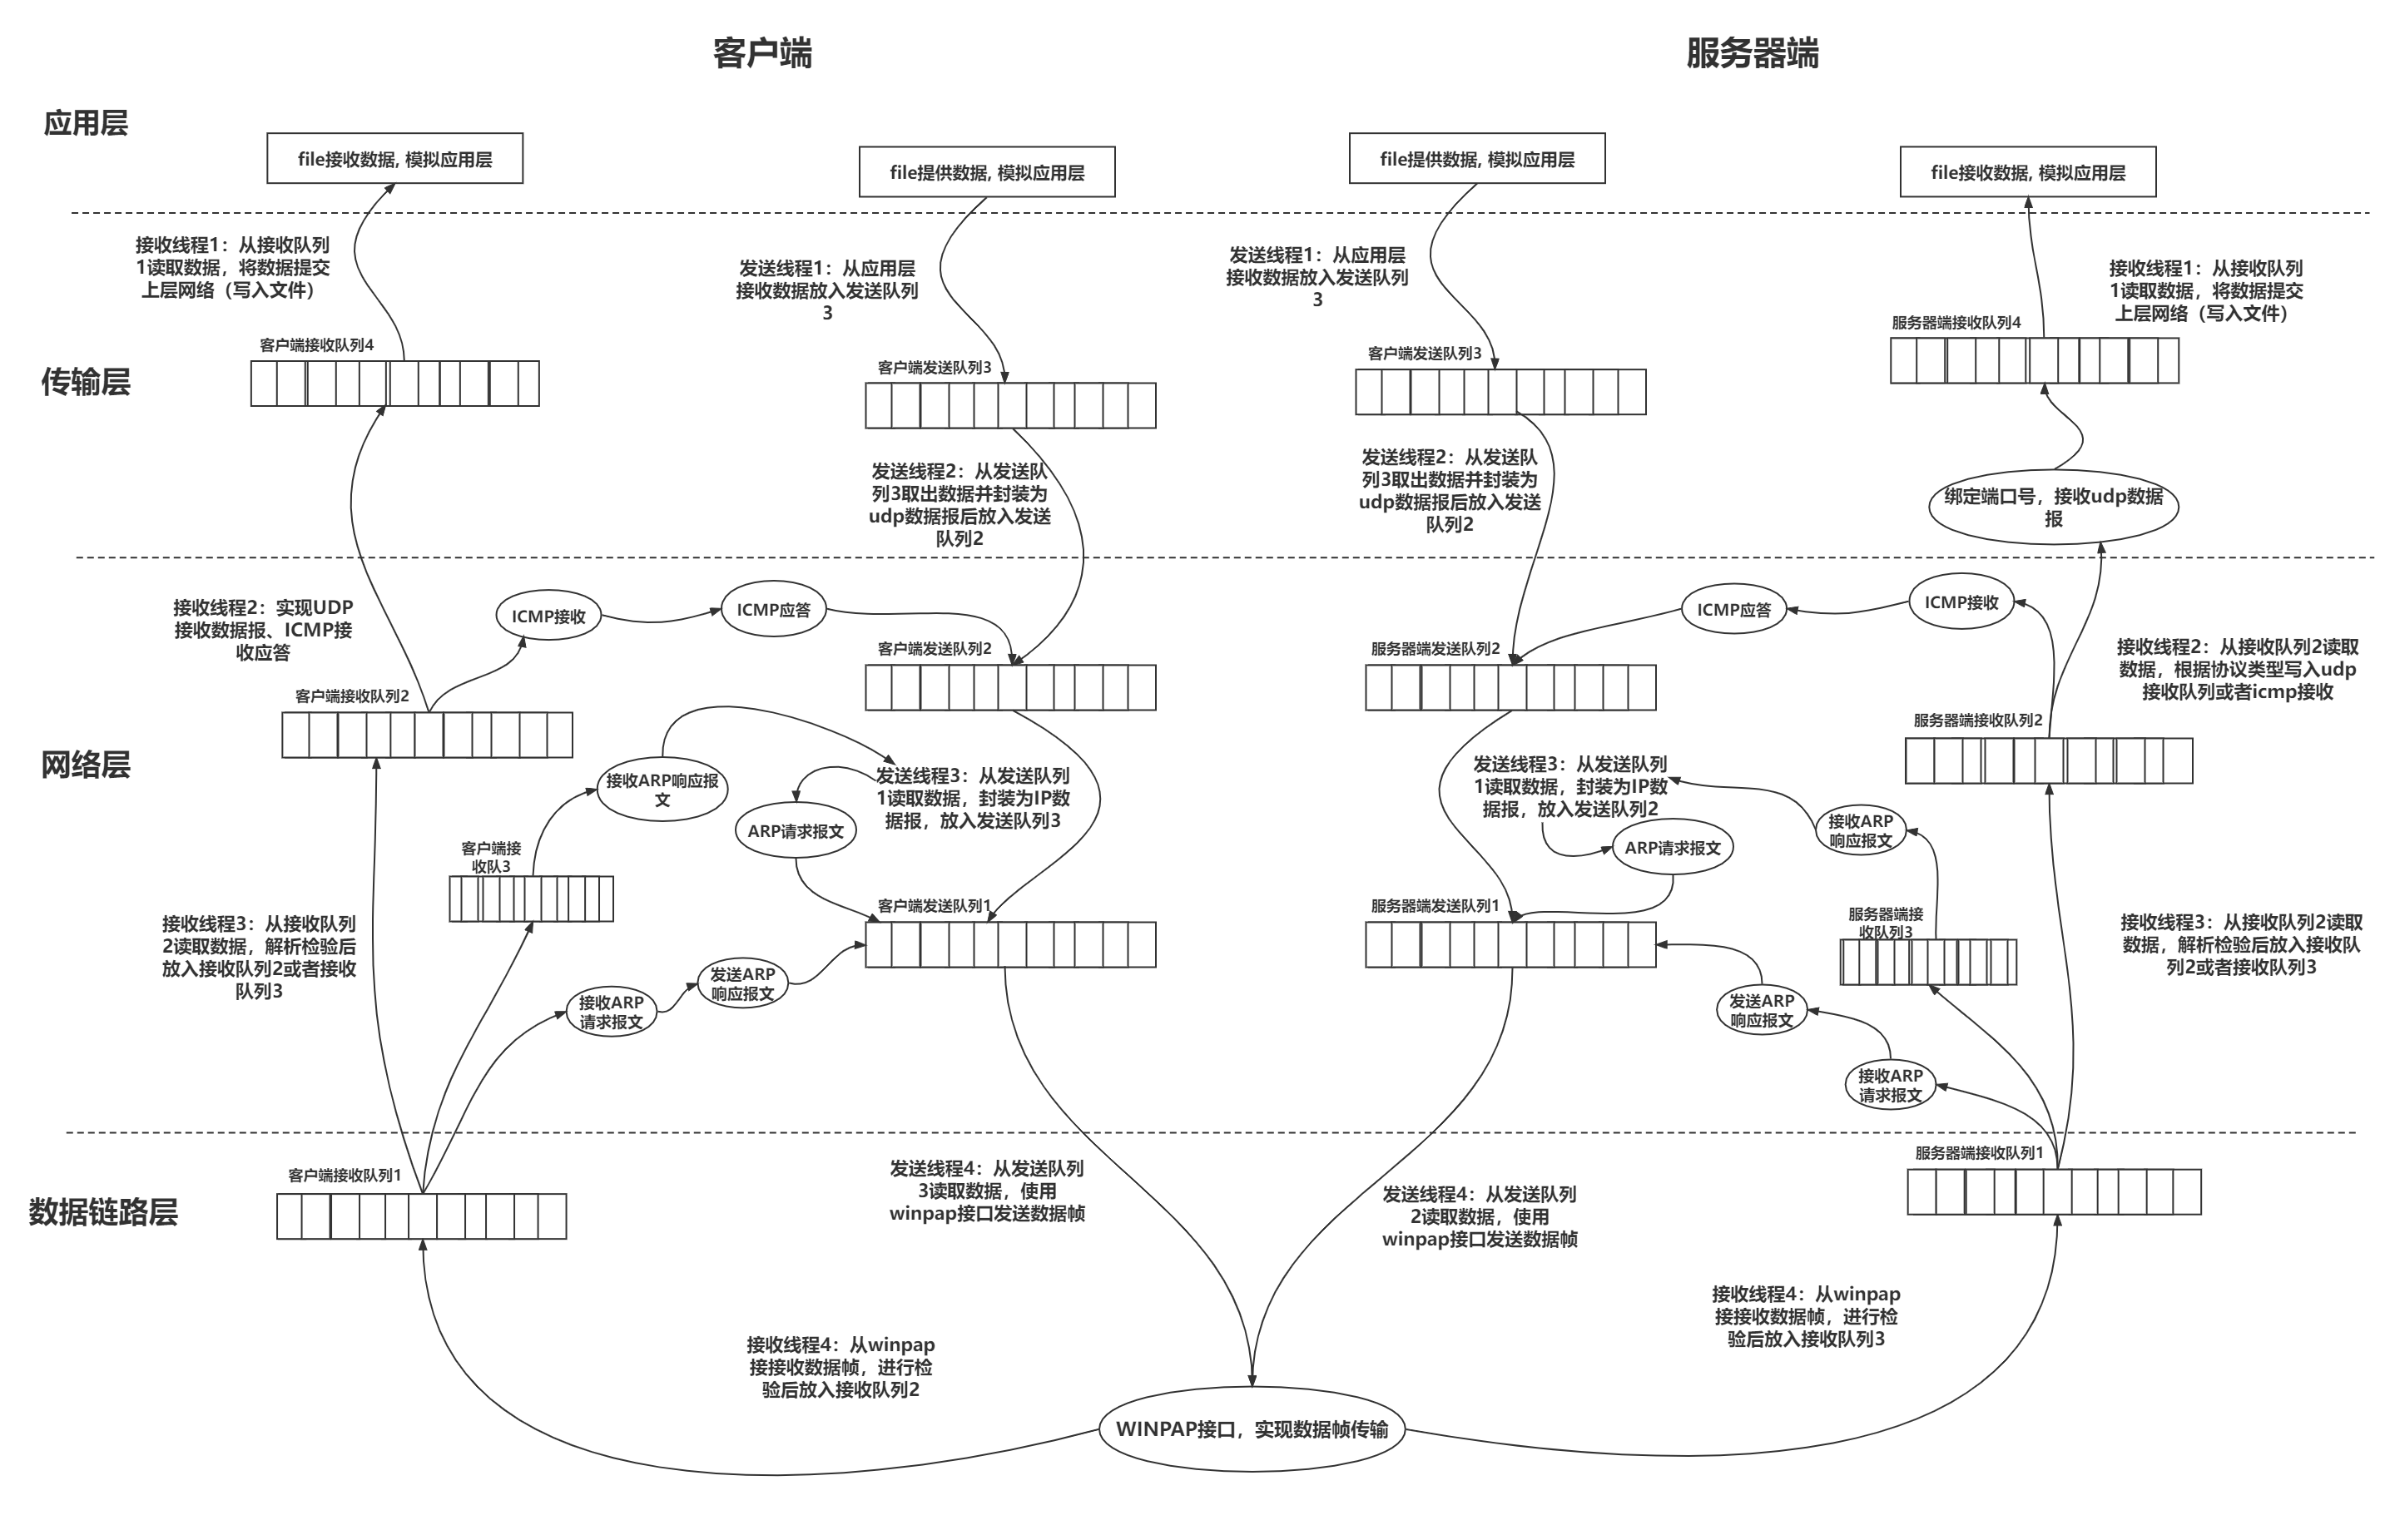 客户端
服务器端
应用层
file接收数据, 模拟应用层
file提供数据, 模拟应用层
file提供数据, 模拟应用层
file接收数据, 模拟应用层
接收线程1：从接收队列
1读取数据，将数据提交
上层网络（写入文件）
发送线程1：从应用层
接收数据放入发送队列
3
发送线程1：从应用层
接收数据放入发送队列
3
接收线程1：从接收队列
1读取数据，将数据提交
上层网络（写入文件）
传输层
客户端接收队列4
客户端发送队列3
客户端发送队列3
服务器端接收队列4
发送线程2：从发送队
列3取出数据并封装为
udp数据报后放入发送
队列2
发送线程2：从发送队
列3取出数据并封装为
udp数据报后放入发送
队列2
绑定端口号，接收udp数据
报
接收线程2：实现UDP
接收数据报、ICMP接
收应答
ICMP接收
ICMP应答
ICMP应答
ICMP接收
客户端接收队列2
客户端发送队列2
服务器端发送队列2
接收线程2：从接收队列2读取
数据，根据协议类型写入udp
接收队列或者icmp接收
服务器端接收队列2
网络层
接收ARP响应报
文
发送线程3：从发送队列
1读取数据，封装为IP数
据报，放入发送队列3
ARP请求报文
发送线程3：从发送队列
1读取数据，封装为IP数
据报，放入发送队列2
ARP请求报文
接收ARP
响应报文
客户端接
收队3
客户端发送队列1
服务器端发送队列1
服务器端接
收队列3
接收线程3：从接收队列
2读取数据，解析检验后
放入接收队列2或者接收
队列3
接收ARP
请求报文
发送ARP
响应报文
发送ARP
响应报文
接收ARP
请求报文
接收线程3：从接收队列2读取
数据，解析检验后放入接收队
列2或者接收队列3
数据链路层
客户端接收队列1
发送线程4：从发送队列
3读取数据，使用
winpap接口发送数据帧
发送线程4：从发送队列
2读取数据，使用
winpap接口发送数据帧
服务器端接收队列1
接收线程4：从winpap
接接收数据帧，进行检
验后放入接收队列2
接收线程4：从winpap
接接收数据帧，进行检
验后放入接收队列3
WINPAP接口，实现数据帧传输